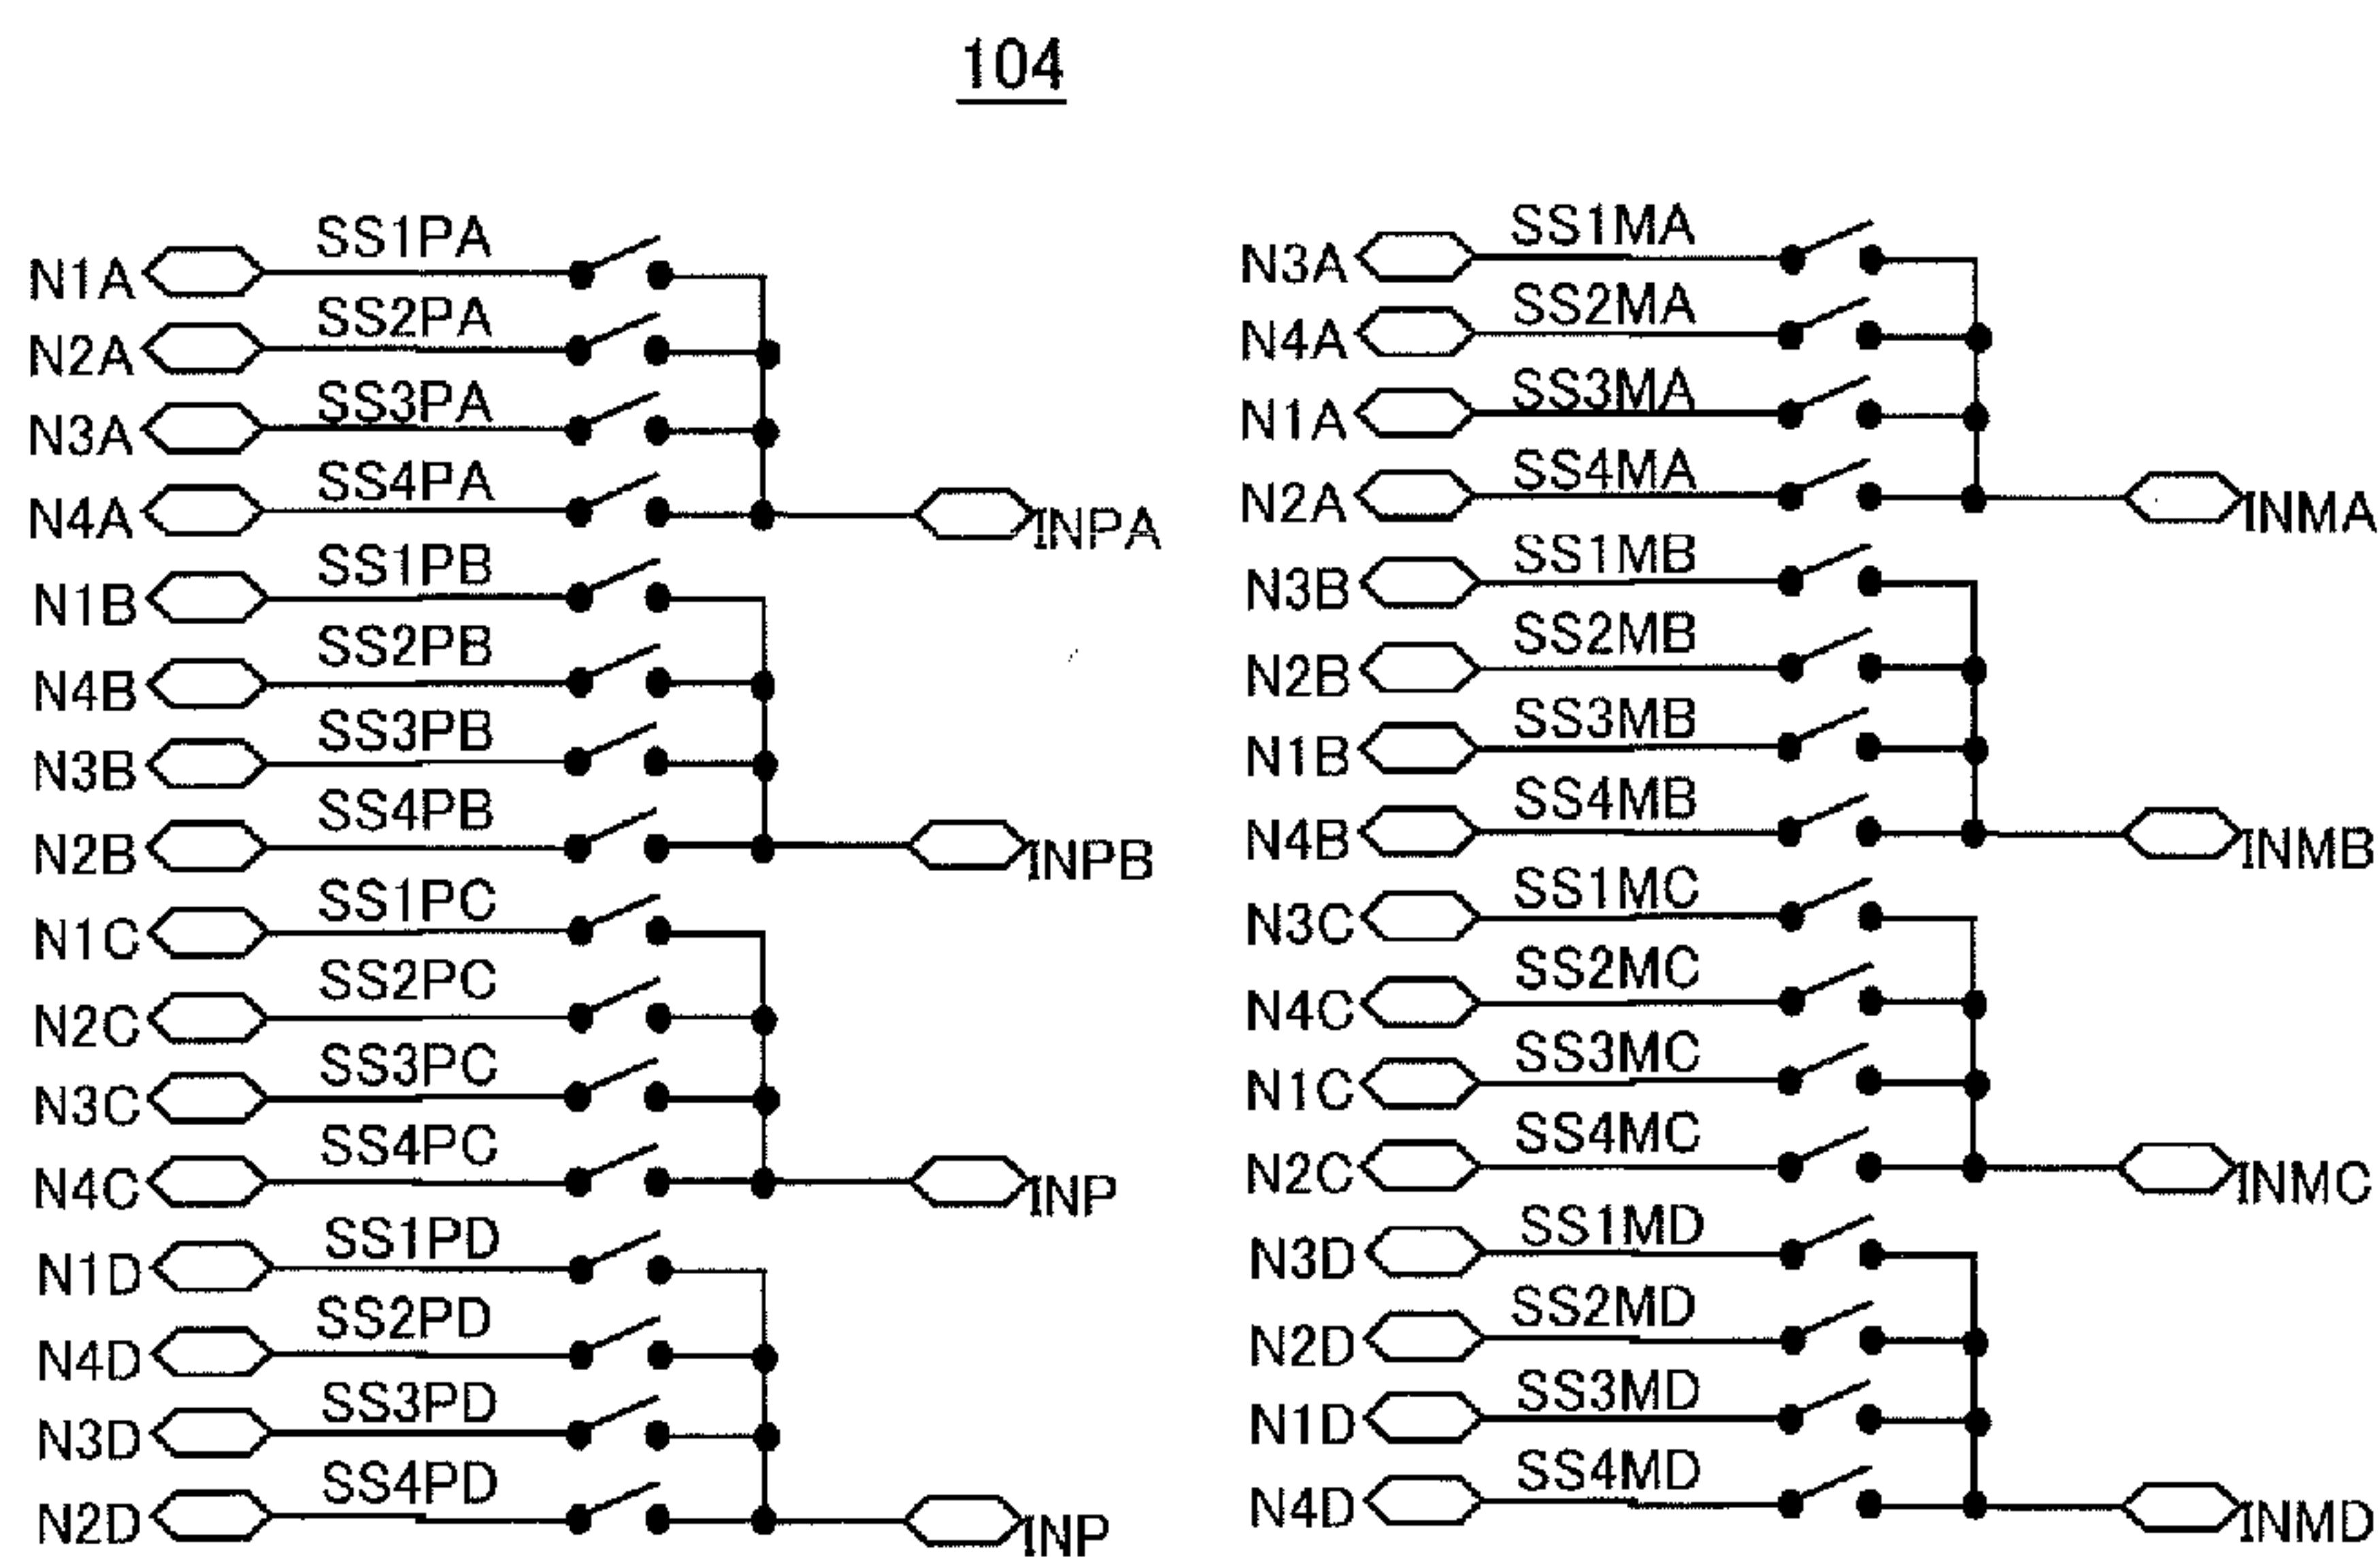 104
SS1PA
N1A
SS2PA
N2A
SS3PA
N3A
SS4PA
N4A
INPA
SS1PB
N1B
SS2PB
N4B
SS3PB
N3B
SS4PB
N2B
INPB
SS1PC
N1C
SS2PC
N2C
SS3PC
N3C
SS4PC
N4C
INP
SS1PD
N1D
SS2PD
N4D
SS3PD
N3D
SS4PD
N2D
INP
SS1MA
N3A
SS2MA
N4A
SS3MA
N1A
SS4MA
N2A
INMA
SS1MB
N3B
SS2MB
N2B
SS3MB
N1B
SS4MB
N4B
INMB
SS1MC
N3C
SS2MC
N4C
SS3MC
N1C
SS4MC
N2C
INMC
SS1MD
N3D
SS2MD
N2D
SS3MD
N1D
SS4MD
N4D
INMD